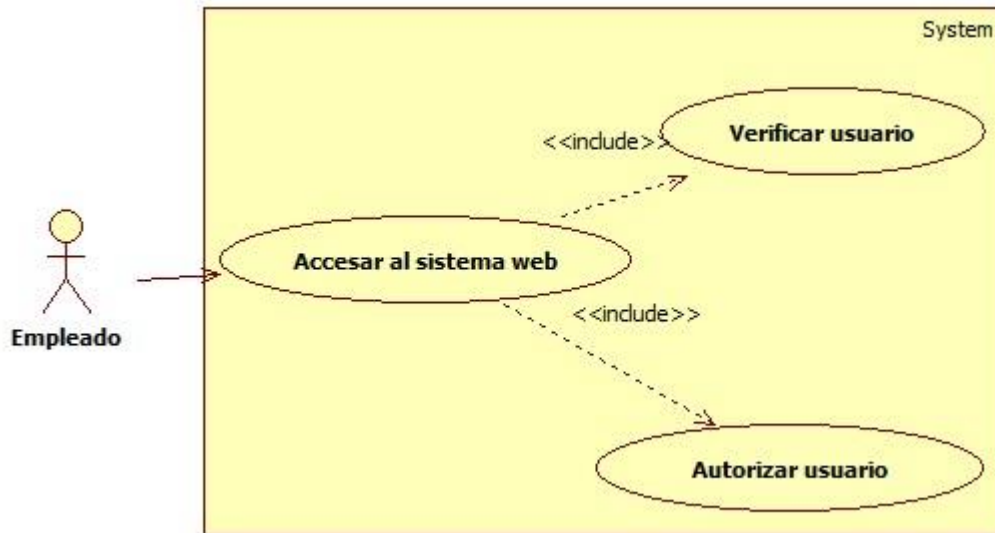 System
Verificar usuario
<<include>>
Accesar al sistema web
<<include>>
Empleado
Autorizar usuario